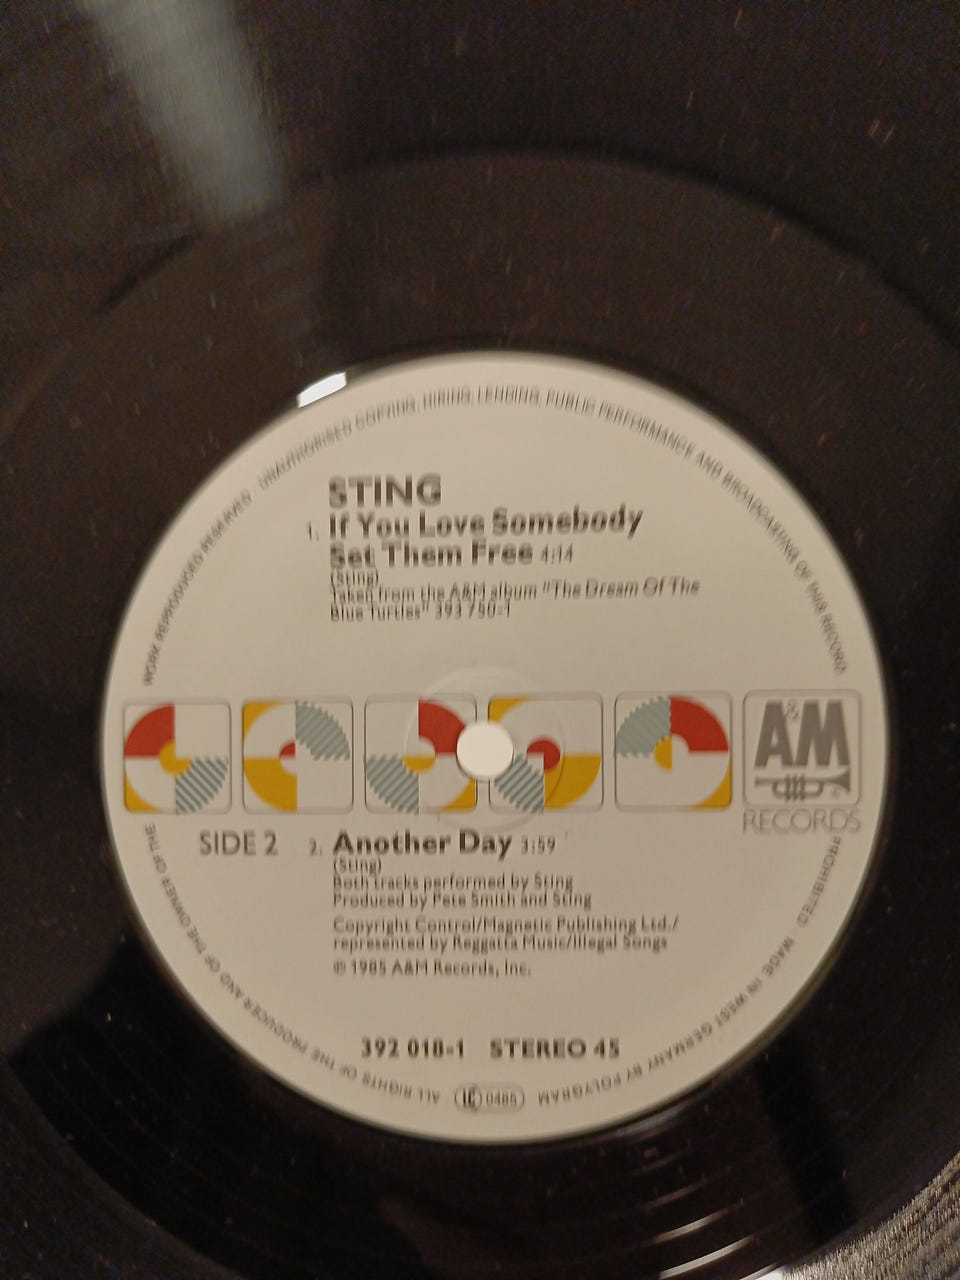 WORK REPRODUCED RESERVED · UNAUTHORISED COPYING, HIRING, LENDING, PUBLIC PERFORMANCE AND BROADCASTING OF THIS RECORD PROHIBITED · MADE IN WEST GERMANY BY POLYGRAM
STING
1. If You Love Somebody
Set Them Free 4:14
(Sting)
Taken from the A&M album "The Dream Of The
Blue Turtles" 393 750-1
A&M
RECORDS
SIDE 2
2. Another Day 3:59
(Sting)
Both tracks performed by Sting
Produced by Pete Smith and Sting
Copyright Control/Magnetic Publishing Ltd./
represented by Reggatta Music/Illegal Songs
℗ 1985 A&M Records, Inc.
392 018-1 STEREO 45
LC 0485
ALL RIGHTS OF THE PRODUCER AND OF THE OWNER OF THE